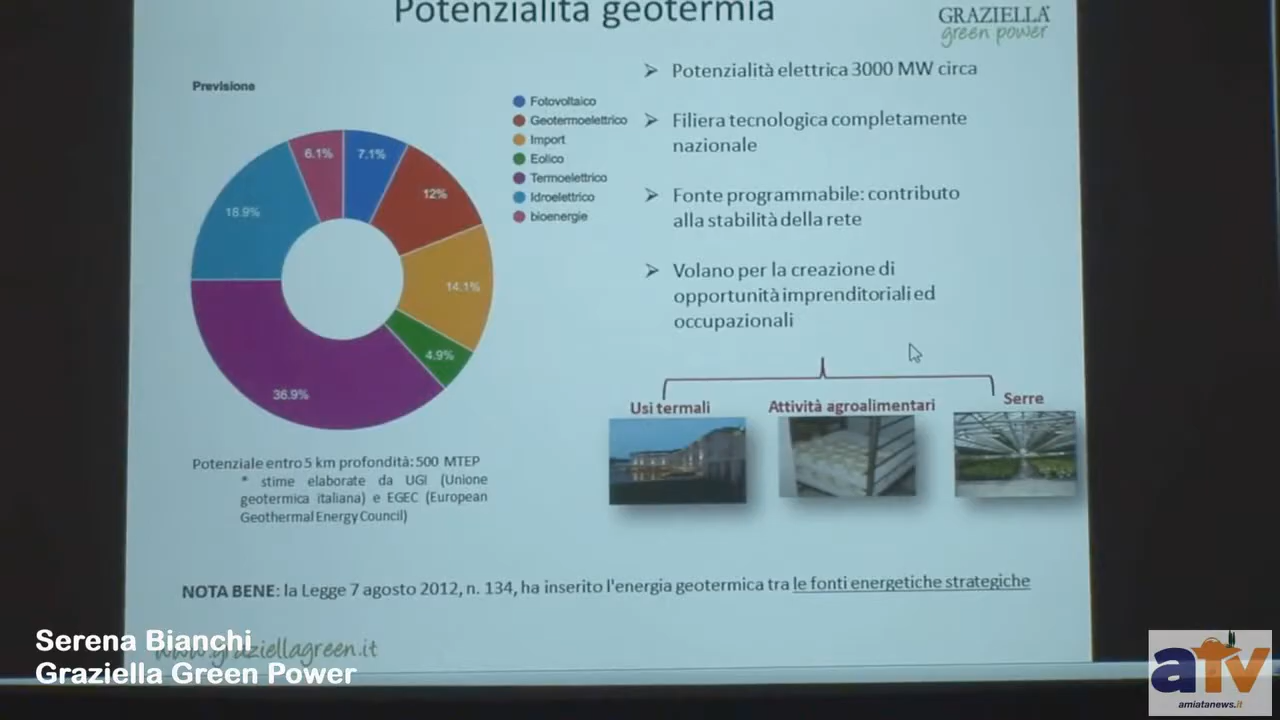 Potenzialità geotermia
GRAZIELLA
green power
Previsione
Fotovoltaico
Geotermoelettrico
Import
Eolico
Termoelettrico
Idroelettrico
bioenergie
6.1%
7.1%
12%
18.9%
14.1%
4.9%
36.9%
Potenziale entro 5 km profondità: 500 MTEP
* stime elaborate da UGI (Unione
geotermica italiana) e EGEC (European
Geothermal Energy Council)
➢ Potenzialità elettrica 3000 MW circa
➢ Filiera tecnologica completamente
nazionale
➢ Fonte programmabile: contributo
alla stabilità della rete
➢ Volano per la creazione di
opportunità imprenditoriali ed
occupazionali
Usi termali
Attività agroalimentari
Serre
NOTA BENE: la Legge 7 agosto 2012, n. 134, ha inserito l'energia geotermica tra le fonti energetiche strategiche
www.graziellagreen.it
Serena Bianchi
Graziella Green Power
aTv
amiatanews.it